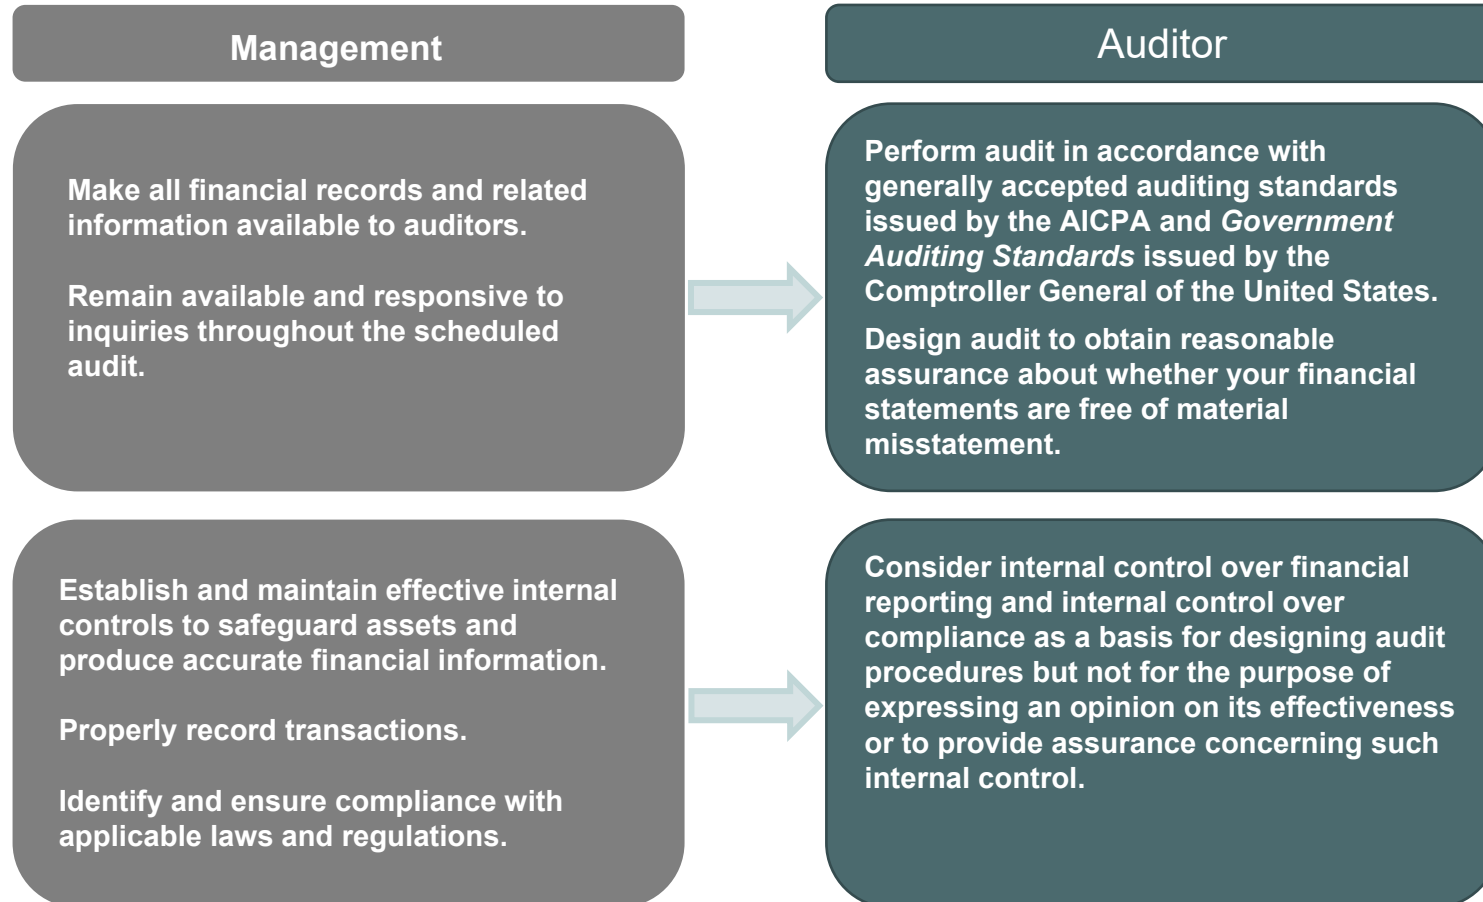 Management
Auditor
Make all financial records and related
information available to auditors.
Remain available and responsive to
inquiries throughout the scheduled
audit.
Perform audit in accordance with
generally accepted auditing standards
issued by the AICPA and Government
Auditing Standards issued by the
Comptroller General of the United States.
Design audit to obtain reasonable
assurance about whether your financial
statements are free of material
misstatement.
Establish and maintain effective internal
controls to safeguard assets and
produce accurate financial information.
Properly record transactions.
Identify and ensure compliance with
applicable laws and regulations.
Consider internal control over financial
reporting and internal control over
compliance as a basis for designing audit
procedures but not for the purpose of
expressing an opinion on its effectiveness
or to provide assurance concerning such
internal control.